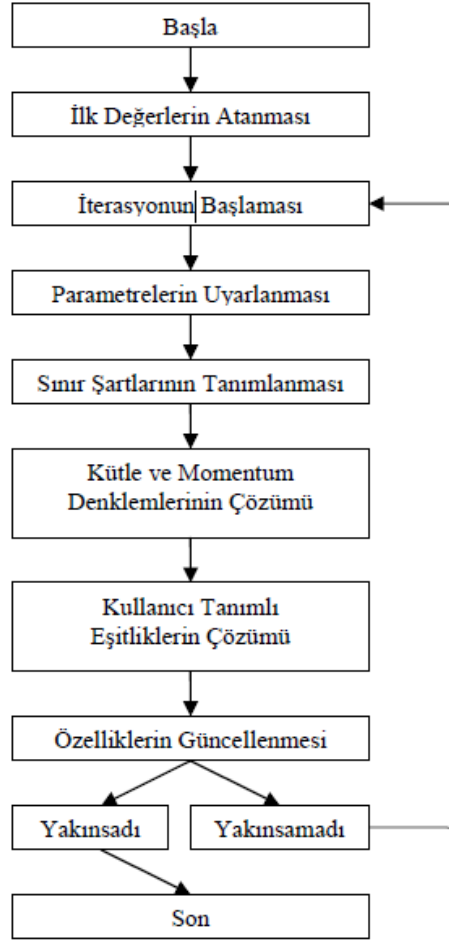 Başla
İlk Değerlerin Atanması
İterasyonun Başlaması
Parametrelerin Uyarlanması
Sınır Şartlarının Tanımlanması
Kütle ve Momentum
Denklemlerinin Çözümü
Kullanıcı Tanımlı
Eşitliklerin Çözümü
Özelliklerin Güncellenmesi
Yakınsadı
Yakınsamadı
Son